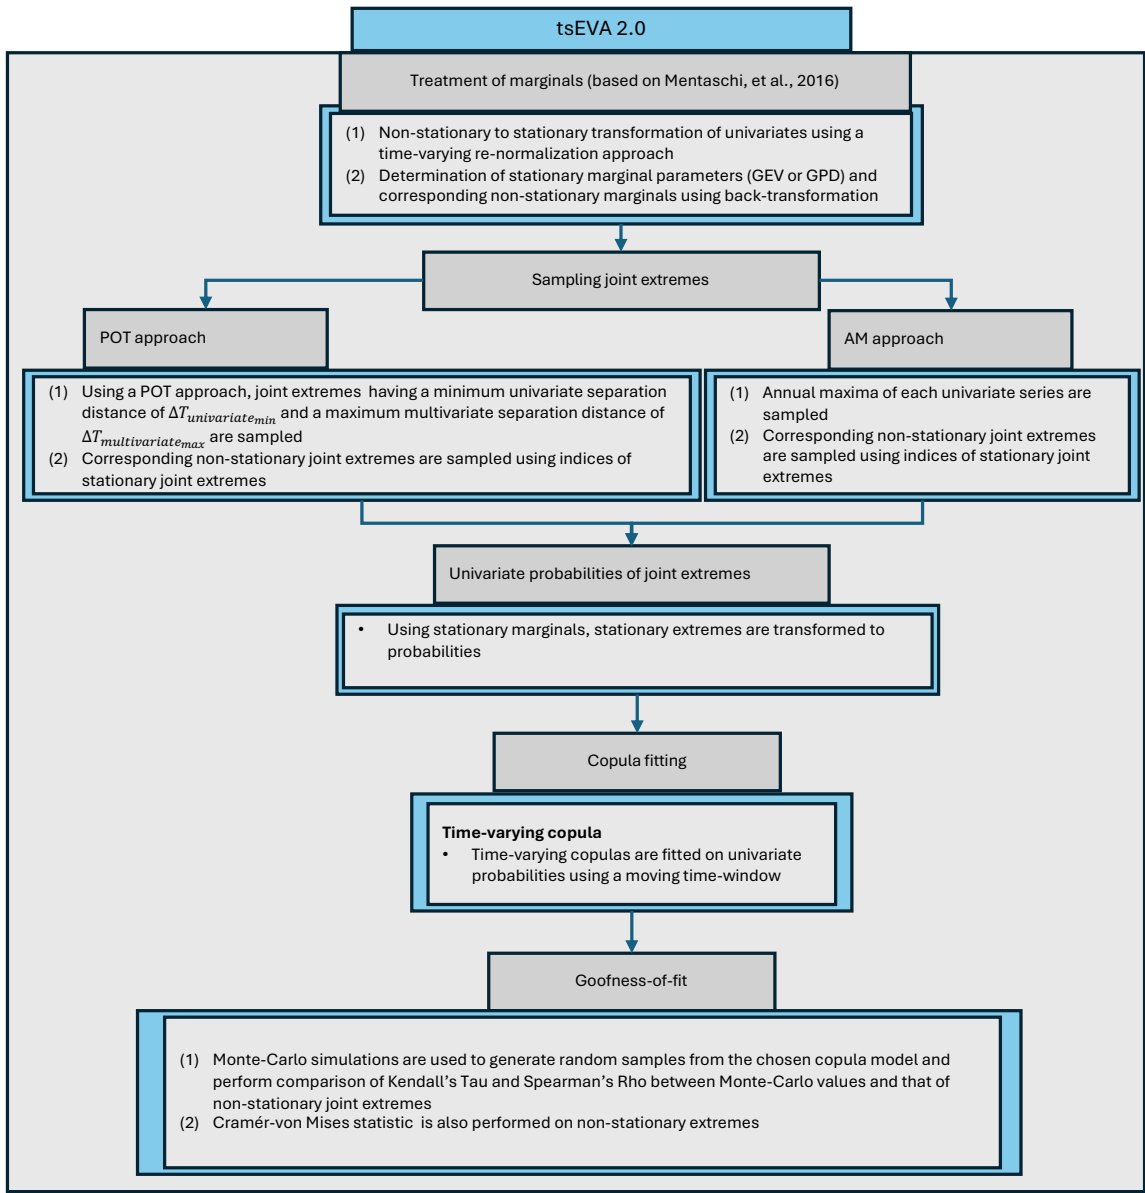 tsEVA 2.0
Treatment of marginals (based on Mentaschi, et al., 2016)
(1) Non-stationary to stationary transformation of univariates using a
time-varying re-normalization approach
(2) Determination of stationary marginal parameters (GEV or GPD) and
corresponding non-stationary marginals using back-transformation
Sampling joint extremes
POT approach
(1) Using a POT approach, joint extremes having a minimum univariate separation
distance of ΔT_{univariate_{min}} and a maximum multivariate separation distance of
ΔT_{multivariate_{max}} are sampled
(2) Corresponding non-stationary joint extremes are sampled using indices of
stationary joint extremes
AM approach
(1) Annual maxima of each univariate series are
sampled
(2) Corresponding non-stationary joint extremes
are sampled using indices of stationary joint
extremes
Univariate probabilities of joint extremes
• Using stationary marginals, stationary extremes are transformed to
probabilities
Copula fitting
Time-varying copula
• Time-varying copulas are fitted on univariate
probabilities using a moving time-window
Goofness-of-fit
(1) Monte-Carlo simulations are used to generate random samples from the chosen copula model and
perform comparison of Kendall’s Tau and Spearman’s Rho between Monte-Carlo values and that of
non-stationary joint extremes
(2) Cramér-von Mises statistic is also performed on non-stationary extremes